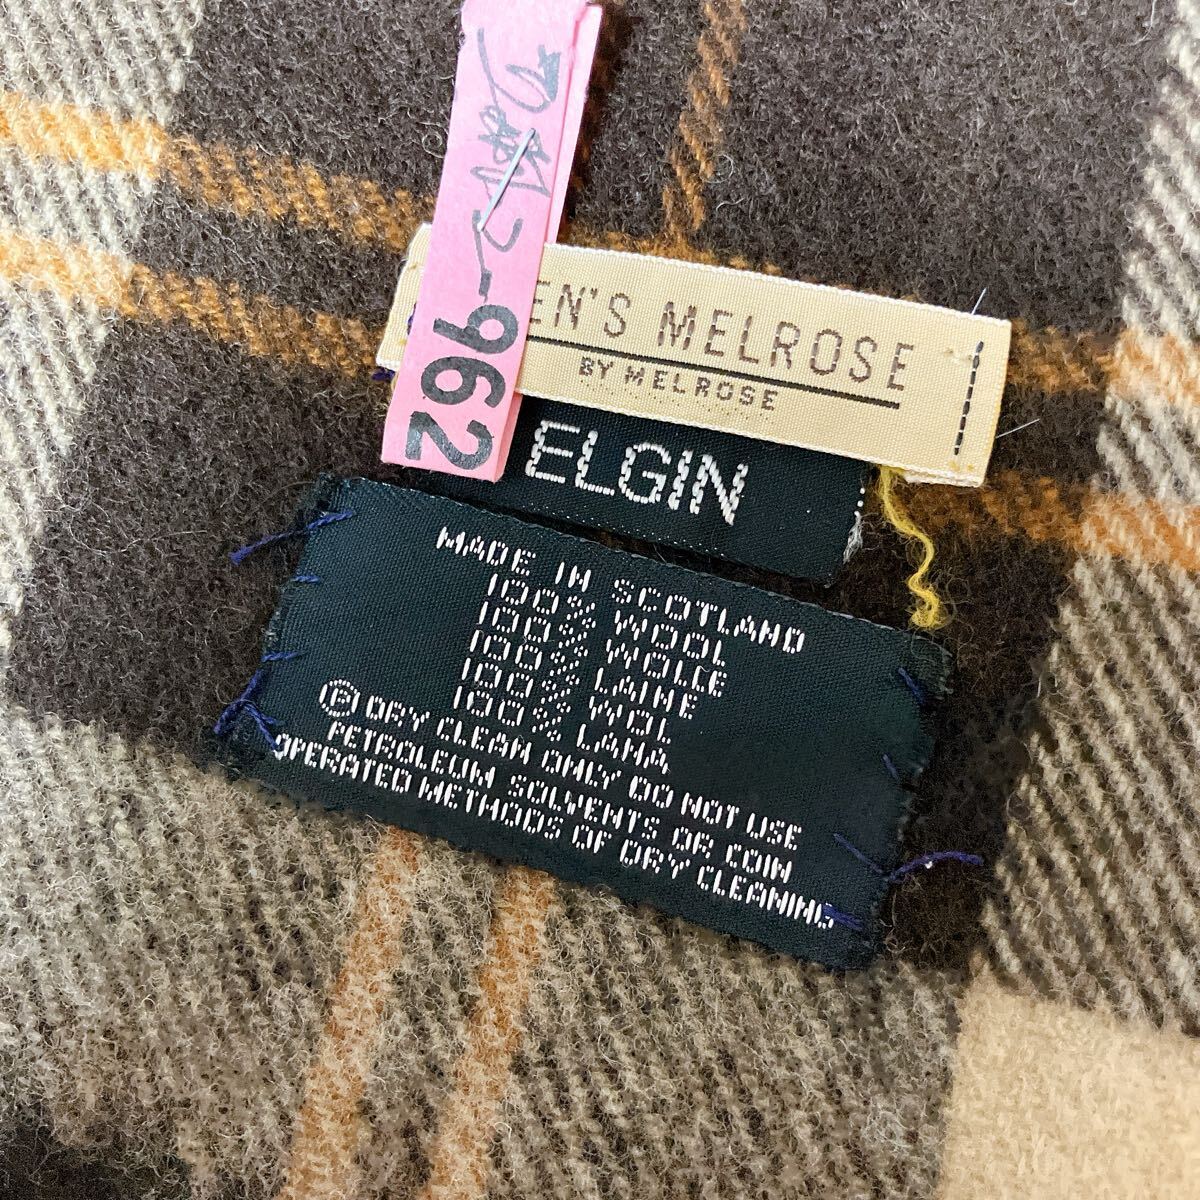 -962
EN'S MELROSE
BY MELROSE
ELGIN
MADE IN SCOTLAND
100% WOOL
100% WOLLE
100% LAINE
100% WOL
100% LANA
Ⓟ DRY CLEAN ONLY DO NOT USE
PETROLEUM SOLVENTS OR COIN
OPERATED METHODS OF DRY CLEANING